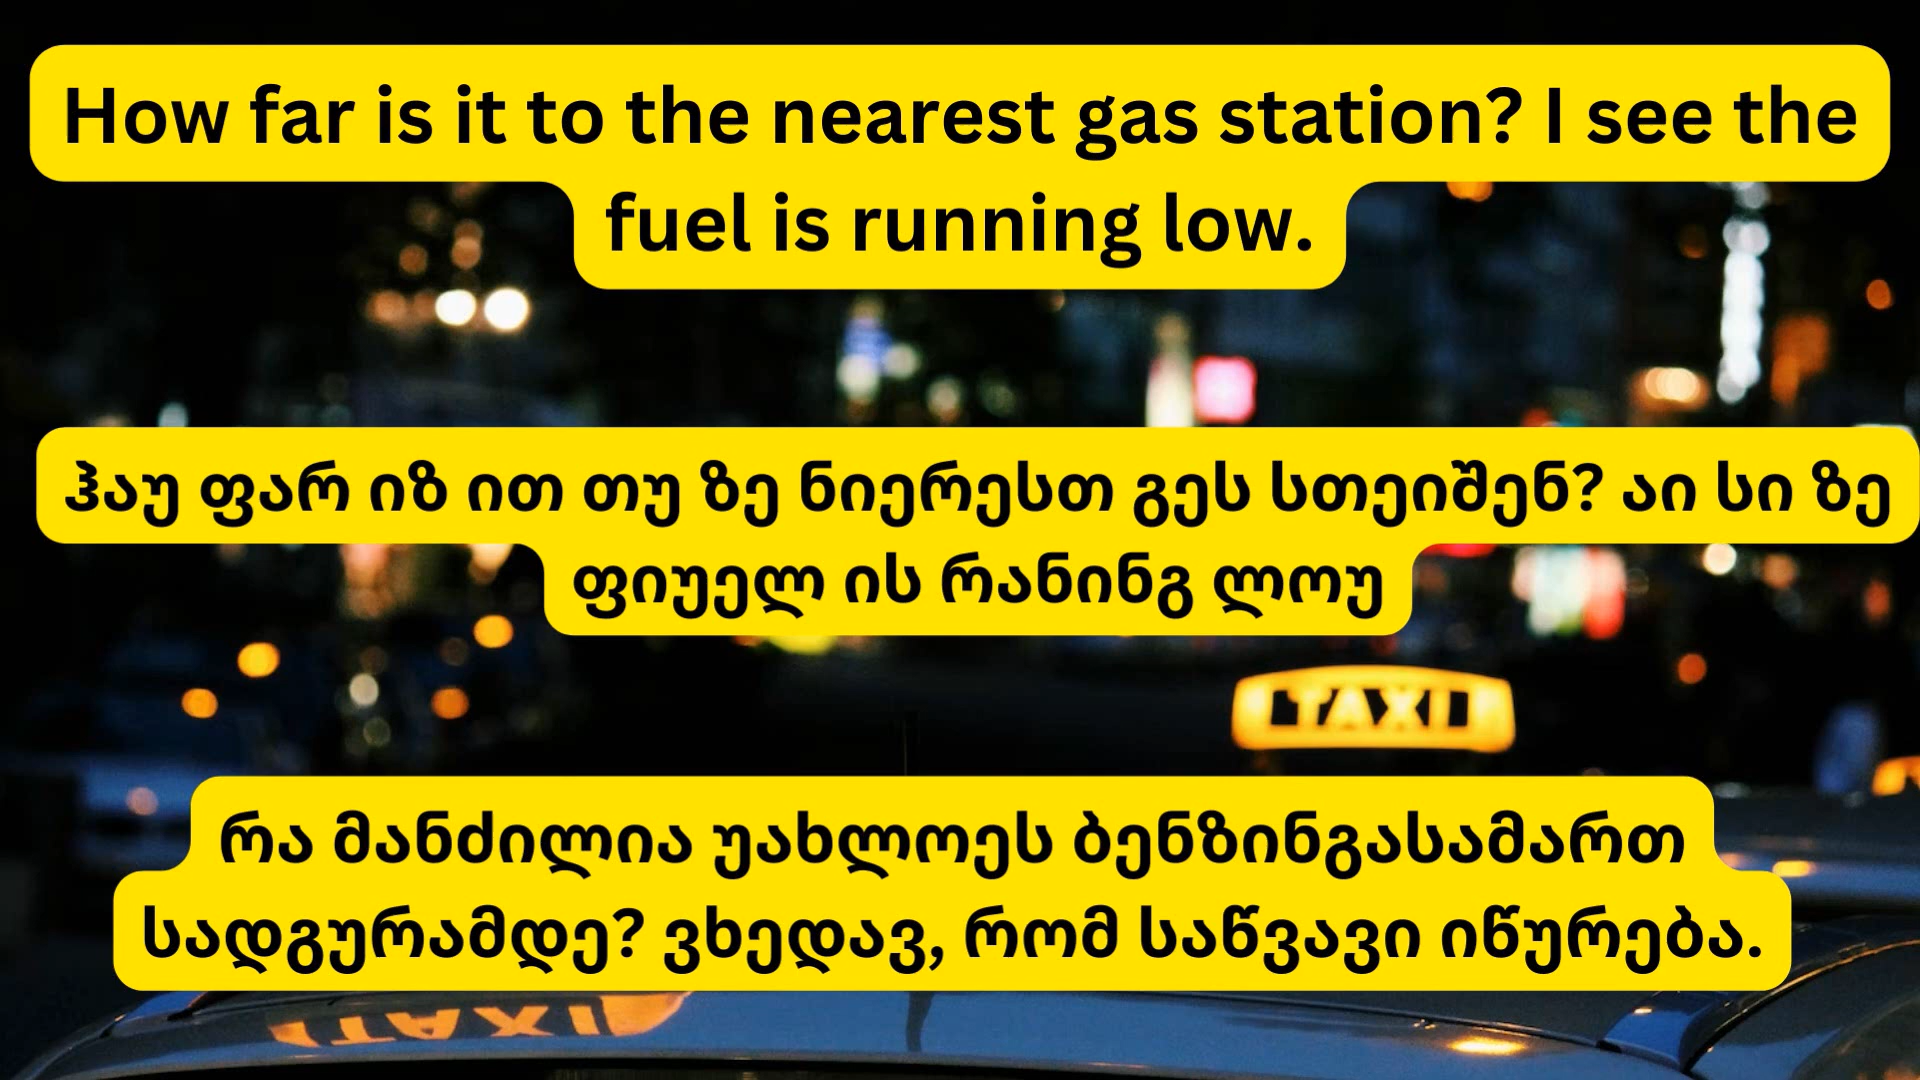 How far is it to the nearest gas station? I see the
fuel is running low.
ჰაუ ფარ იზ ით თუ ზე ნიერესთ გეს სთეიშენ? აი სი ზე
ფიუელ ის რანინგ ლოუ
TAXI
რა მანძილია უახლოეს ბენზინგასამართ
სადგურამდე? ვხედავ, რომ საწვავი იწურება.
TAXI